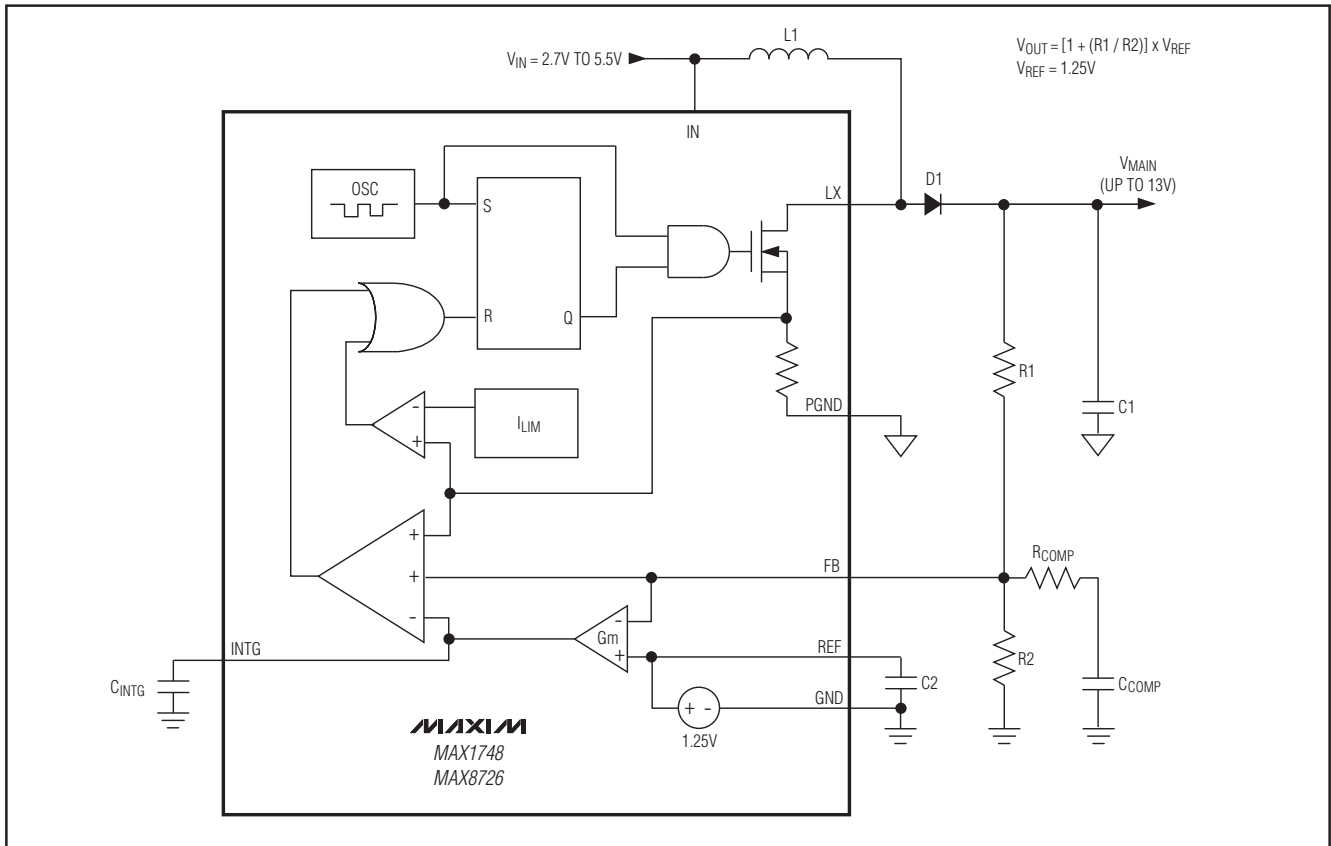 L1
V_IN = 2.7V TO 5.5V
V_OUT = [1 + (R1 / R2)] x V_REF
V_REF = 1.25V
IN
OSC
S
R
Q
LX
D1
V_MAIN
(UP TO 13V)
R1
C1
PGND
-
+
I_LIM
+
+
-
FB
R_COMP
-
Gm
+
REF
INTG
C_INTG
R2
C2
C_COMP
GND
+ -
1.25V
MAXIM
MAX1748
MAX8726